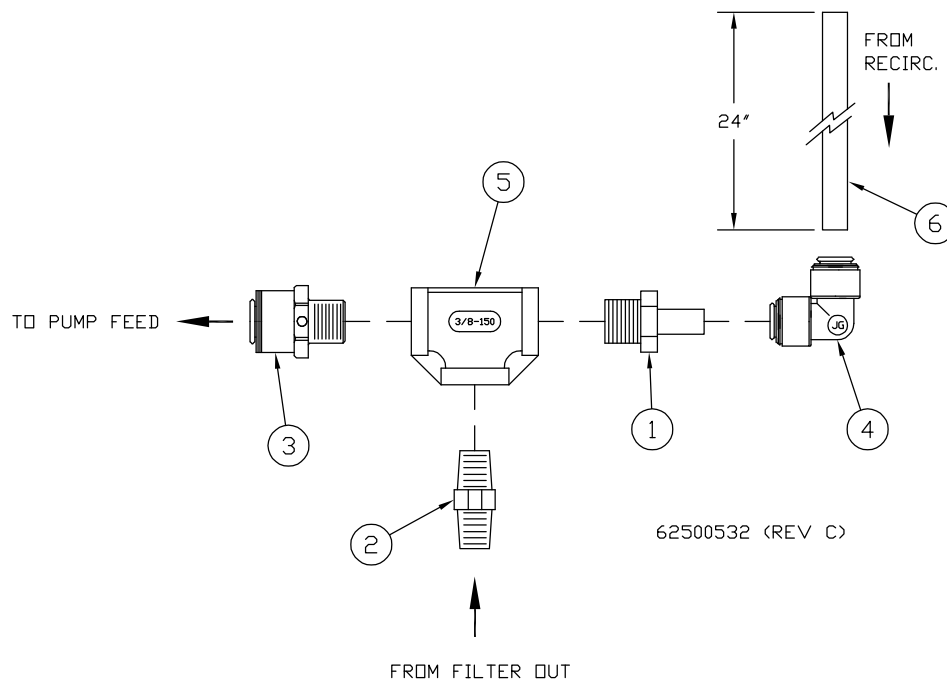 FROM
RECIRC.
24"
5
6
TO PUMP FEED
3/8-150
JG
3
1
4
2
62500532 (REV C)
FROM FILTER OUT